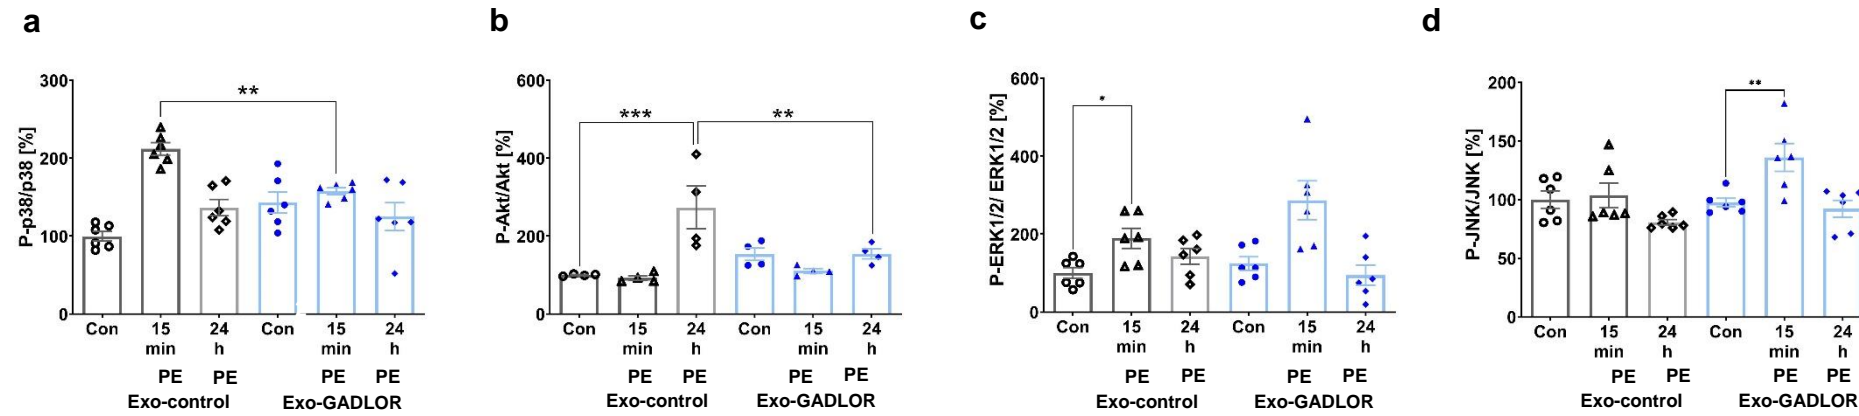 a
P-p38/p38 [%]
300
200
100
0
**
Con 15 24 Con 15 24
min h min h
PE PE PE PE
Exo-control Exo-GADLOR
b
P-Akt/Akt [%]
600
400
200
0
*** **
Con 15 24 Con 15 24
min h min h
PE PE PE PE
Exo-control Exo-GADLOR
c
P-ERK1/2/ ERK1/2 [%]
600
400
200
0
*
Con 15 24 Con 15 24
min h min h
PE PE PE PE
Exo-control Exo-GADLOR
d
P-JNK/JNK [%]
200
150
100
50
0
**
Con 15 24 Con 15 24
min h min h
PE PE PE PE
Exo-control Exo-GADLOR